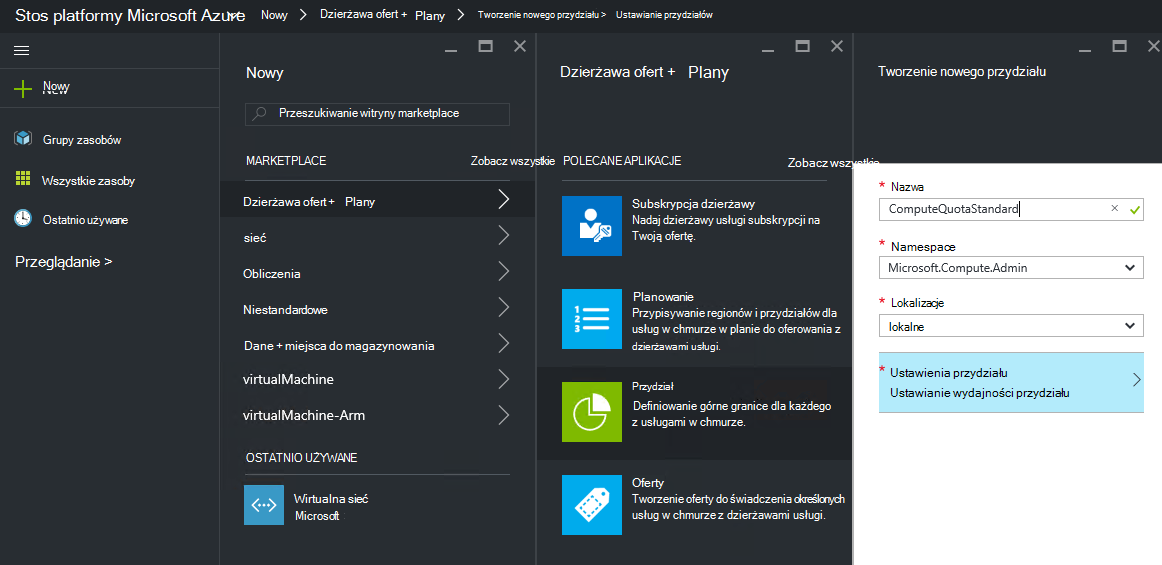 Stos platformy Microsoft Azure Nowy > Dzierżawa ofert + Plany > Tworzenie nowego przydziału > Ustawianie przydziałów
Nowy
Grupy zasobów
Wszystkie zasoby
Ostatnio używane
Przeglądanie >
Nowy
Przeszukiwanie witryny marketplace
MARKETPLACE Zobacz wszystkie
Dzierżawa ofert + Plany
sieć
Obliczenia
Niestandardowe
Dane + miejsca do magazynowania
virtualMachine
virtualMachine-Arm
OSTATNIO UŻYWANE
Wirtualna sieć
Microsoft
Dzierżawa ofert + Plany
POLECANE APLIKACJE Zobacz wszystkie
Subskrypcja dzierżawy
Nadaj dzierżawy usługi subskrypcji na
Twoją ofertę.
1
2
3
Planowanie
Przypisywanie regionów i przydziałów dla
usług w chmurze w planie do oferowania z
dzierżawami usługi.
Przydział
Definiowanie górne granice dla każdego
z usługami w chmurze.
Oferty
Tworzenie oferty do świadczenia określonych
usług w chmurze z dzierżawami usługi.
Tworzenie nowego przydziału
* Nazwa
ComputeQuotaStandard
* Namespace
Microsoft.Compute.Admin
* Lokalizacje
lokalne
* Ustawienia przydziału
Ustawianie wydajności przydziału